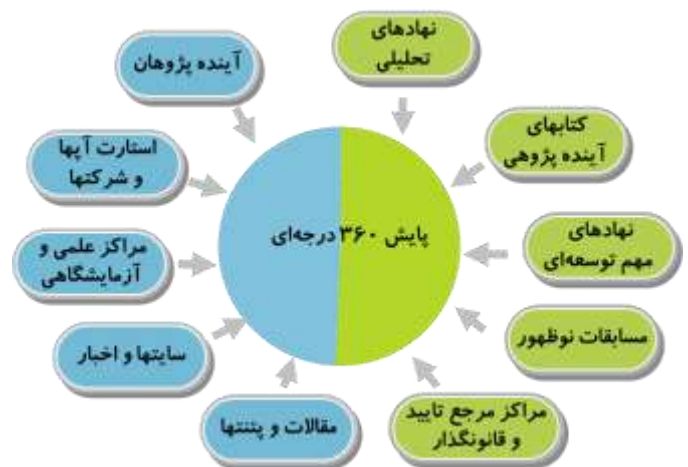 نهادهای
تحلیلی
آینده پژوهان
کتابهای
آینده پژوهی
استارت آپها
و شرکتها
پایش ۳۶۰ درجه‌ای
نهادهای
مهم توسعه‌ای
مراکز علمی و
آزمایشگاهی
مسابقات نوظهور
سایتها و اخبار
مراکز مرجع تایید
و قانونگذار
مقالات و پتنتها